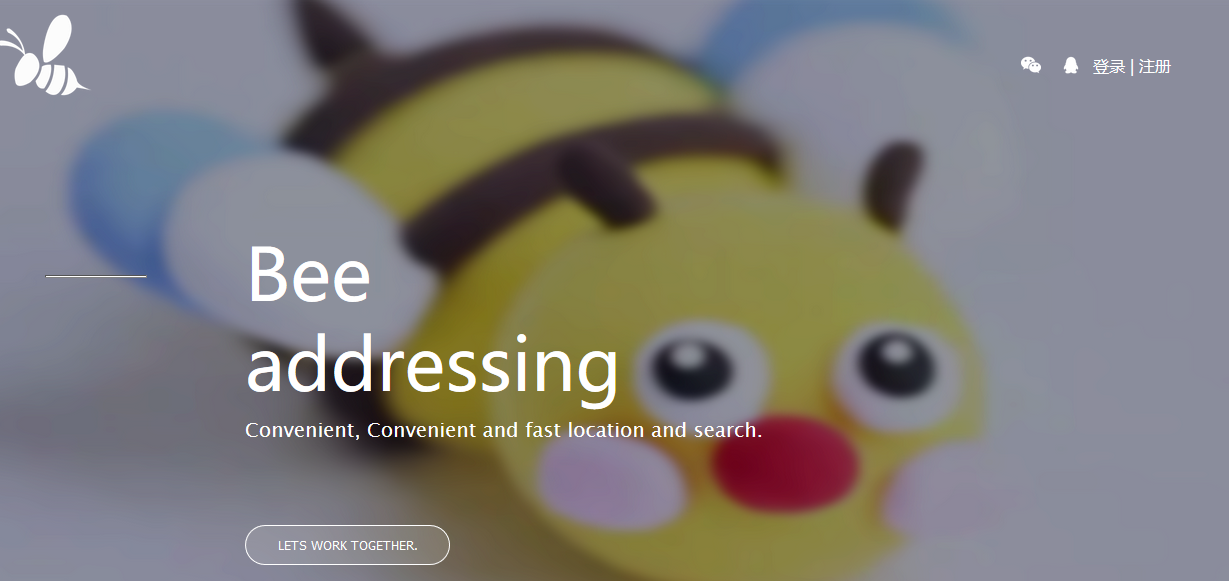 登录 | 注册
Bee
addressing
Convenient, Convenient and fast location and search.
LETS WORK TOGETHER.